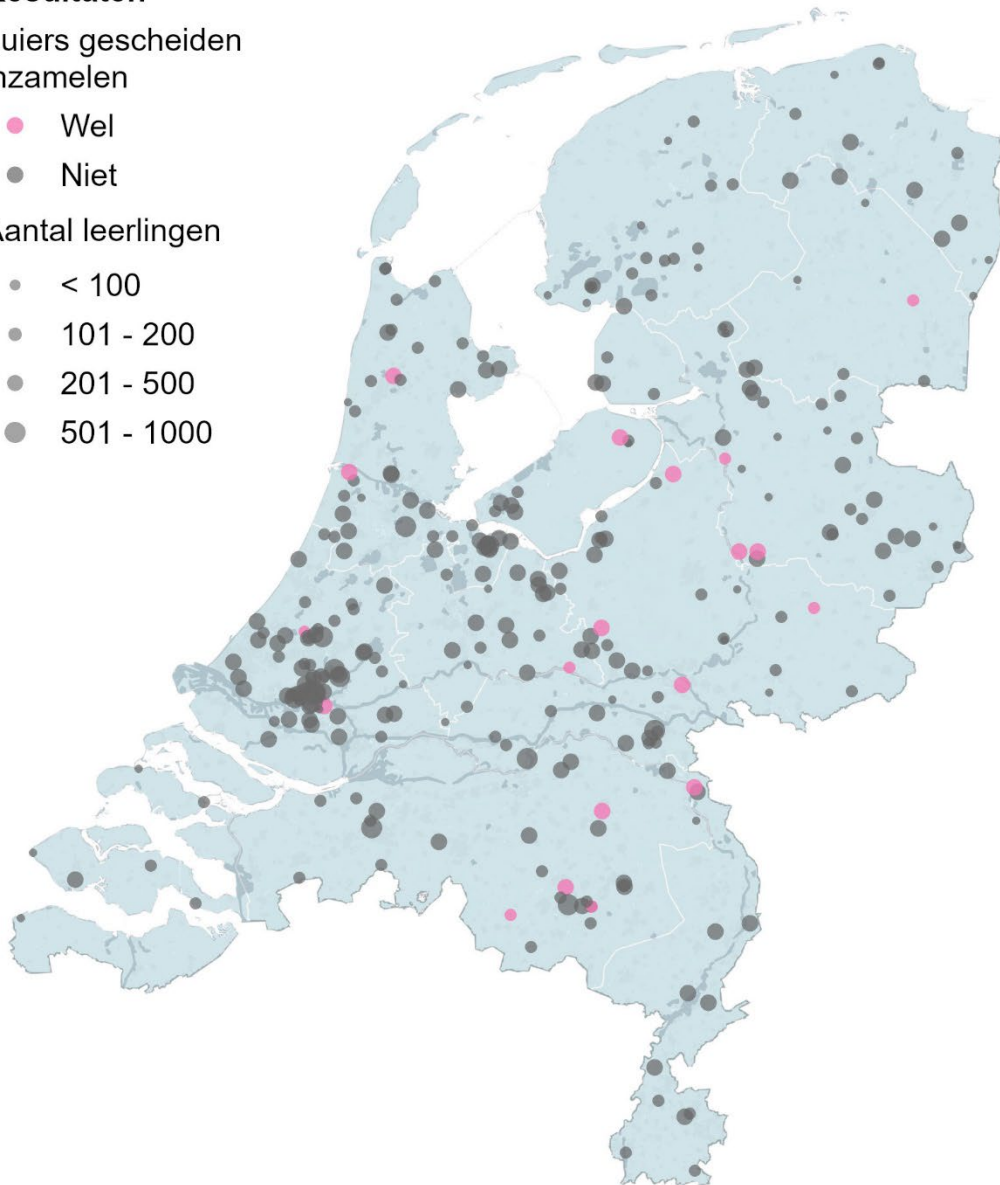 uiers gescheiden
nzamelen
Wel
Niet
Aantal leerlingen
< 100
101 - 200
201 - 500
501 - 1000